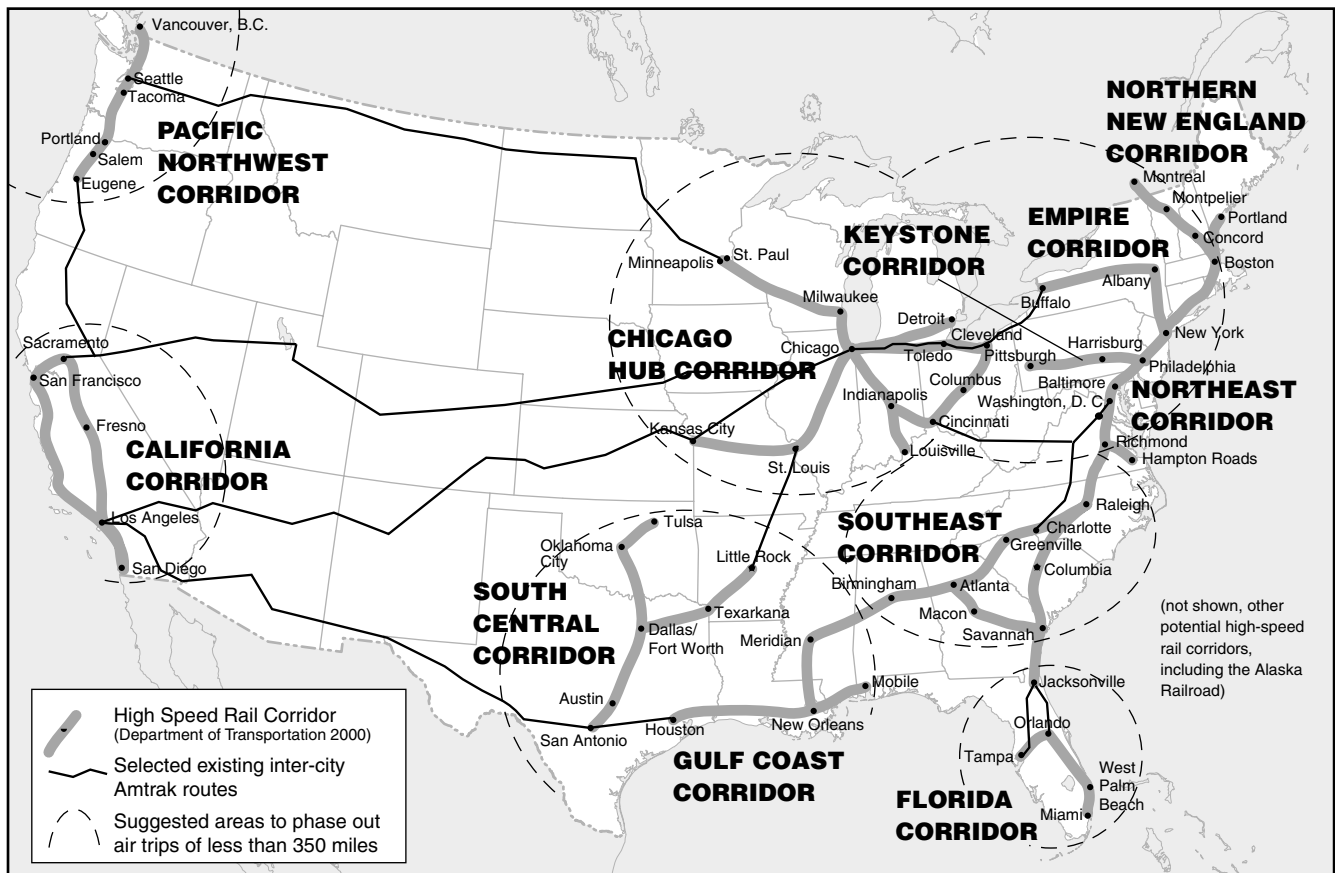 Vancouver, B.C.
Seattle
Tacoma
Portland
Salem
Eugene
PACIFIC
NORTHWEST
CORRIDOR
Sacramento
San Francisco
Fresno
CALIFORNIA
CORRIDOR
Los Angeles
San Diego
Minneapolis
St. Paul
Milwaukee
Chicago
CHICAGO
HUB CORRIDOR
Detroit
Toledo
Cleveland
Indianapolis
Columbus
Cincinnati
Louisville
Kansas City
St. Louis
KEYSTONE
CORRIDOR
Pittsburgh
Harrisburg
Philadelphia
EMPIRE
CORRIDOR
Buffalo
Albany
New York
NORTHERN
NEW ENGLAND
CORRIDOR
Montreal
Montpelier
Portland
Concord
Boston
Baltimore
Washington, D. C.
NORTHEAST
CORRIDOR
Richmond
Hampton Roads
Raleigh
Charlotte
Greenville
Columbia
SOUTHEAST
CORRIDOR
Birmingham
Atlanta
Macon
Savannah
Jacksonville
Tulsa
Oklahoma
City
Little Rock
Texarkana
Dallas/
Fort Worth
Austin
San Antonio
SOUTH
CENTRAL
CORRIDOR
Meridian
Mobile
New Orleans
Houston
GULF COAST
CORRIDOR
Orlando
Tampa
West
Palm
Beach
Miami
FLORIDA
CORRIDOR
(not shown, other
potential high-speed
rail corridors,
including the Alaska
Railroad)
High Speed Rail Corridor
(Department of Transportation 2000)
Selected existing inter-city
Amtrak routes
Suggested areas to phase out
air trips of less than 350 miles